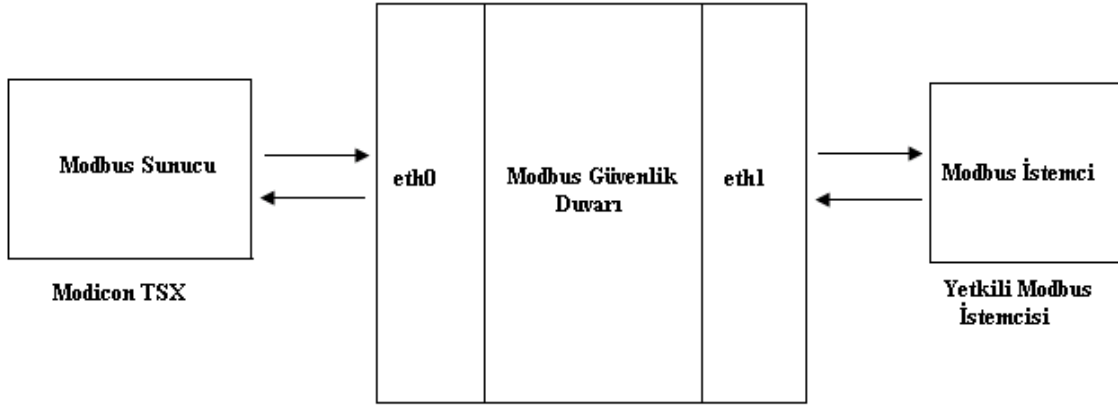 Modbus Sunucu
Modicon TSX
eth0
Modbus Güvenlik
Duvarı
eth1
Modbus İstemci
Yetkili Modbus
İstemcisi